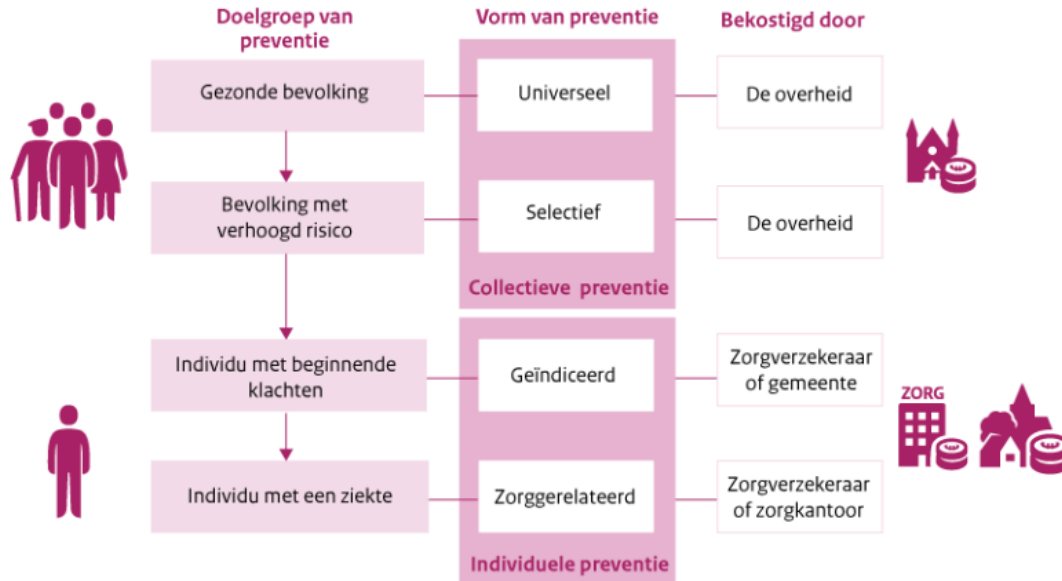 Doelgroep van
preventie
Vorm van preventie
Bekostigd door
Gezonde bevolking
Universeel
De overheid
Bevolking met
verhoogd risico
Selectief
De overheid
Collectieve preventie
Individu met beginnende
klachten
Geïndiceerd
Zorgverzekeraar
of gemeente
ZORG
Individu met een ziekte
Zorggerelateerd
Zorgverzekeraar
of zorgkantoor
Individuele preventie